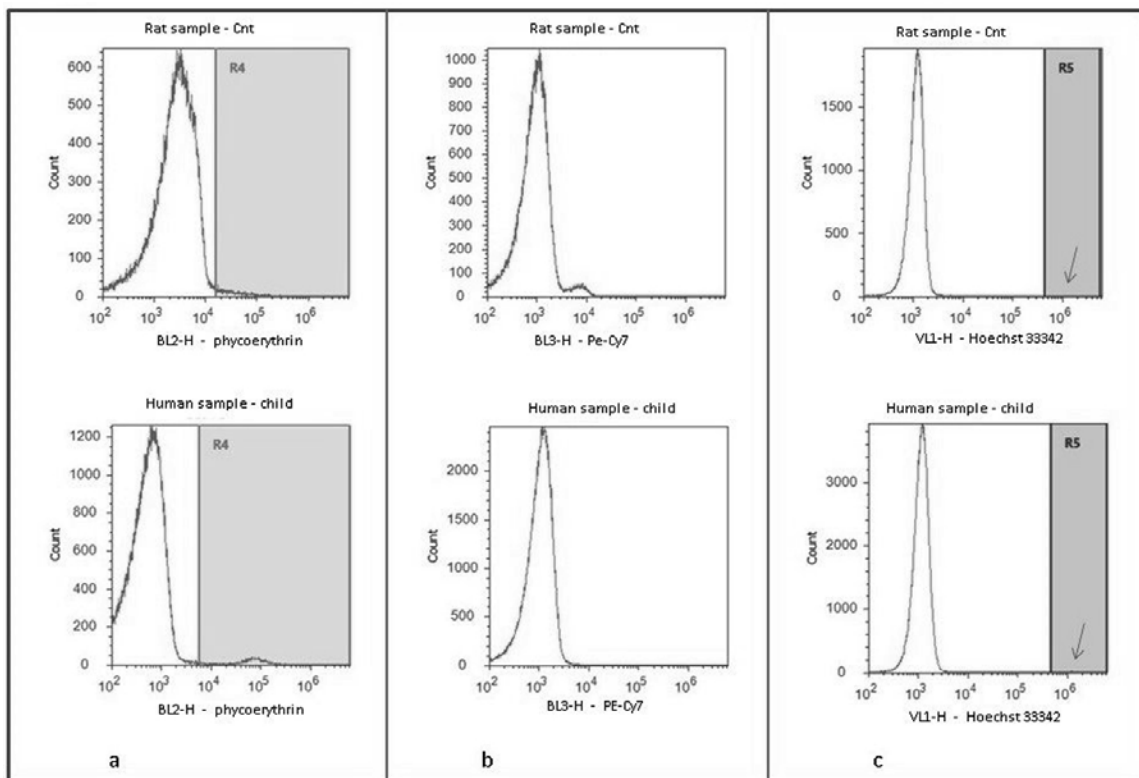 Rat sample - Cnt
600
500
400
300
200
100
0
Count
R4
10² 10³ 10⁴ 10⁵ 10⁶
BL2-H - phycoerythrin
Human sample - child
1200
1000
800
600
400
200
0
Count
R4
10² 10³ 10⁴ 10⁵ 10⁶
BL2-H - phycoerythrin
a
Rat sample - Cnt
1000
900
800
700
600
500
400
300
200
100
0
Count
10² 10³ 10⁴ 10⁵ 10⁶
BL3-H - Pe-Cy7
Human sample - child
2000
1500
1000
500
0
Count
10² 10³ 10⁴ 10⁵ 10⁶
BL3-H - PE-Cy7
b
Rat sample - Cnt
1500
1000
500
0
Count
R5
10² 10³ 10⁴ 10⁵ 10⁶
VL1-H - Hoechst 33342
Human sample - child
3000
2000
1000
0
Count
R5
10² 10³ 10⁴ 10⁵ 10⁶
VL1-H - Hoechst 33342
c